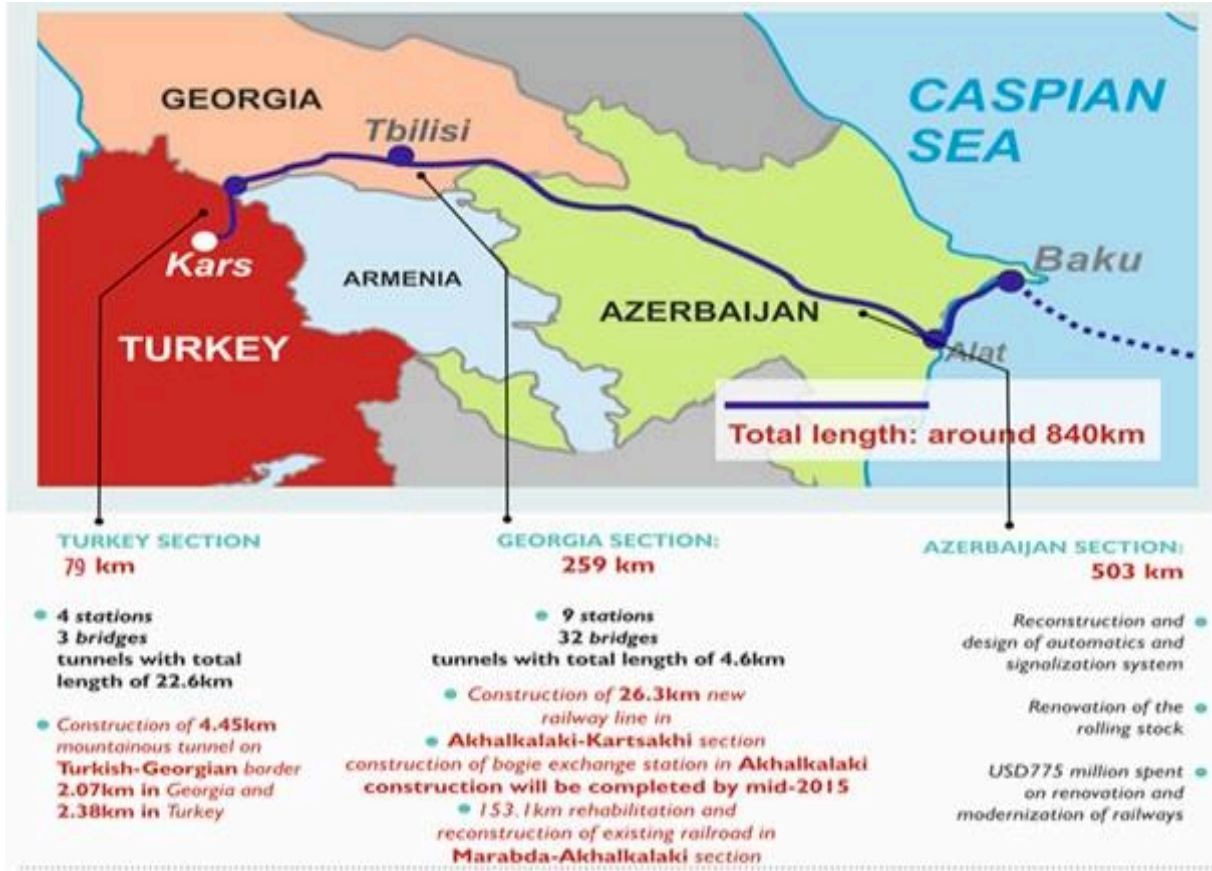 GEORGIA
CASPIAN
SEA
Tbilisi
Kars
ARMENIA
Baku
AZERBAIJAN
TURKEY
Alat
Total length: around 840km
TURKEY SECTION
79 km
4 stations
3 bridges
tunnels with total
length of 22.6km
Construction of 4.45km
mountainous tunnel on
Turkish-Georgian border
2.07km in Georgia and
2.38km in Turkey
GEORGIA SECTION:
259 km
9 stations
32 bridges
tunnels with total length of 4.6km
Construction of 26.3km new
railway line in
Akhalkalaki-Kartsakhi section
construction of bogie exchange station in Akhalkalaki
construction will be completed by mid-2015
153.1km rehabilitation and
reconstruction of existing railroad in
Marabda-Akhalkalaki section
AZERBAIJAN SECTION:
503 km
Reconstruction and
design of automatics and
signalization system
Renovation of the
rolling stock
USD775 million spent
on renovation and
modernization of railways